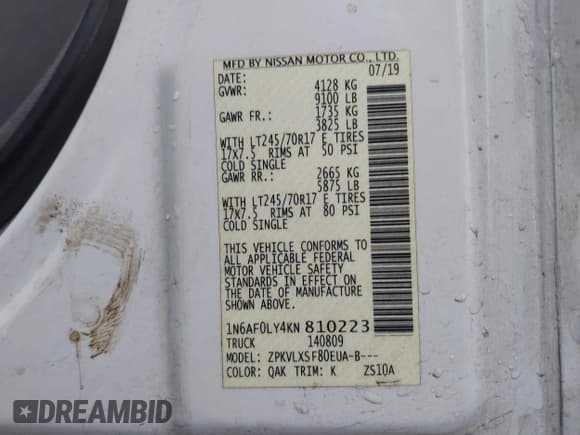 MFD BY NISSAN MOTOR CO., LTD.
DATE: 07/19
GVWR: 4128 KG
9100 LB
GAWR FR.: 1735 KG
3825 LB
WITH LT245/70R17 E TIRES
17X7.5 RIMS AT 50 PSI
COLD SINGLE
GAWR RR.: 2665 KG
5875 LB
WITH LT245/70R17 E TIRES
17X7.5 RIMS AT 80 PSI
COLD SINGLE
THIS VEHICLE CONFORMS TO
ALL APPLICABLE FEDERAL
MOTOR VEHICLE SAFETY
STANDARDS IN EFFECT ON
THE DATE OF MANUFACTURE
SHOWN ABOVE.
1N6AF0LY4KN 810223
TRUCK 140809
MODEL: ZPKVLXSF80EUA-B---
COLOR: QAK TRIM: K ZS10A
DREAMBID